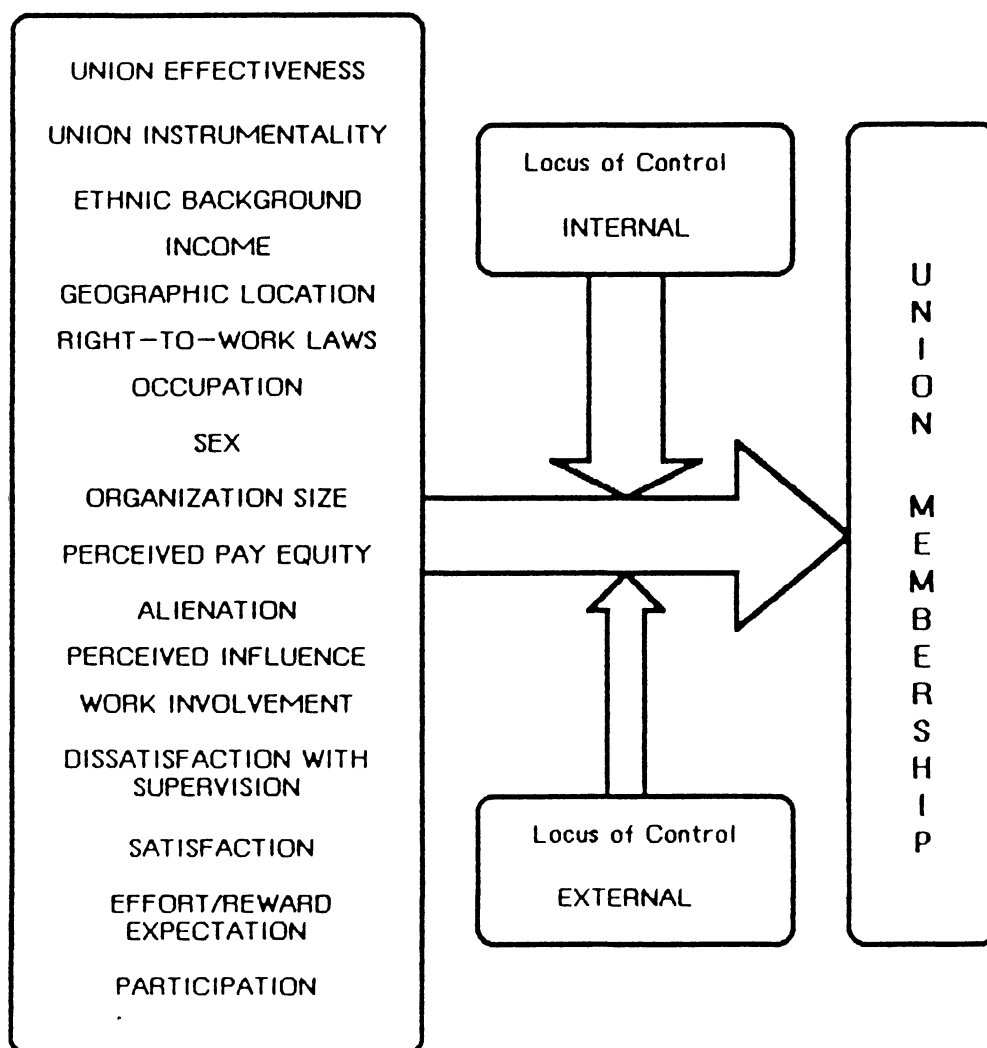 UNION EFFECTIVENESS
UNION INSTRUMENTALITY
ETHNIC BACKGROUND
INCOME
GEOGRAPHIC LOCATION
RIGHT-TO-WORK LAWS
OCCUPATION
SEX
ORGANIZATION SIZE
PERCEIVED PAY EQUITY
ALIENATION
PERCEIVED INFLUENCE
WORK INVOLVEMENT
DISSATISFACTION WITH
SUPERVISION
SATISFACTION
EFFORT/REWARD
EXPECTATION
PARTICIPATION
Locus of Control
INTERNAL
Locus of Control
EXTERNAL
UNION MEMBERSHIP